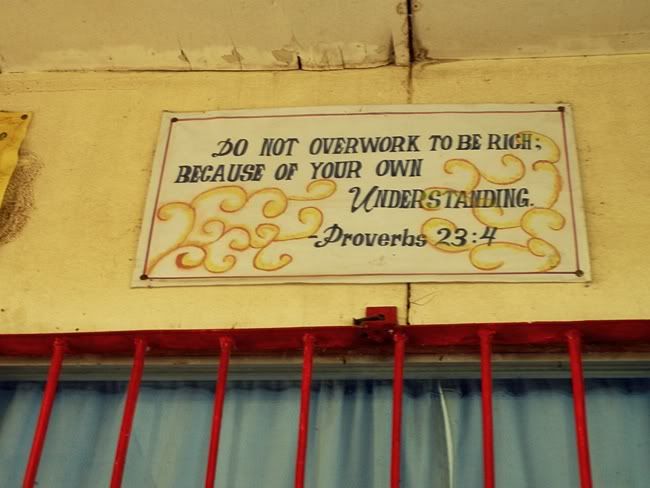 DO NOT OVERWORK TO BE RICH;
BECAUSE OF YOUR OWN
UNDERSTANDING.
-Proverbs 23:4